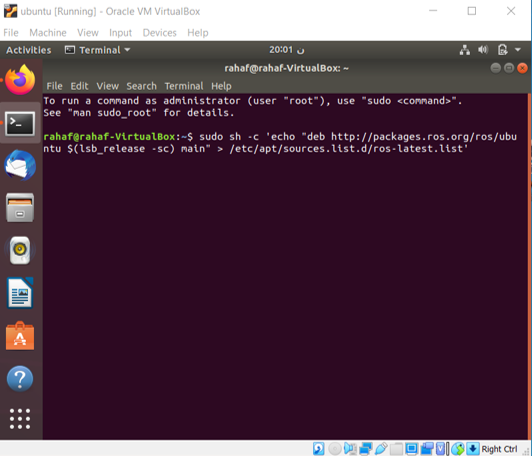 ubuntu [Running] - Oracle VM VirtualBox
File Machine View Input Devices Help
Activities Terminal 20:01 ن
rahaf@rahaf-VirtualBox: ~
File Edit View Search Terminal Help
To run a command as administrator (user "root"), use "sudo <command>".
See "man sudo_root" for details.
rahaf@rahaf-VirtualBox:~$ sudo sh -c 'echo "deb http://packages.ros.org/ros/ubu
ntu $(lsb_release -sc) main" > /etc/apt/sources.list.d/ros-latest.list'
Right Ctrl